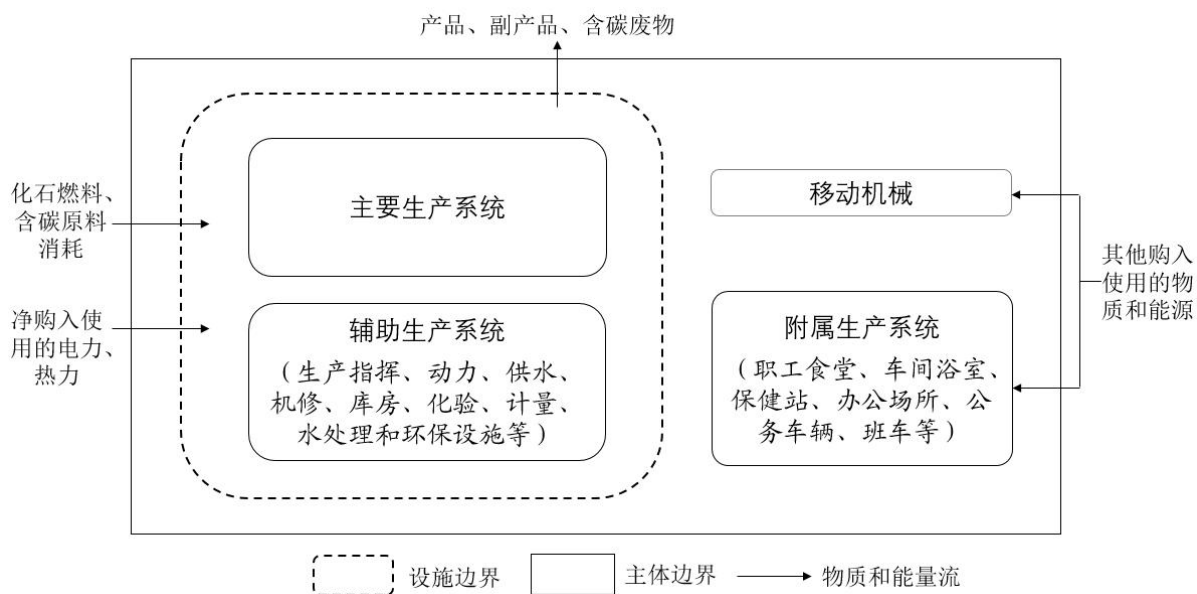 产品、副产品、含碳废物
化石燃料、
含碳原料
消耗
净购入使
用的电力、
热力
主要生产系统
辅助生产系统
（生产指挥、动力、供水、
机修、库房、化验、计量、
水处理和环保设施等）
移动机械
附属生产系统
（职工食堂、车间浴室、
保健站、办公场所、公
务车辆、班车等）
其他购入
使用的物
质和能源
设施边界
主体边界
物质和能量流